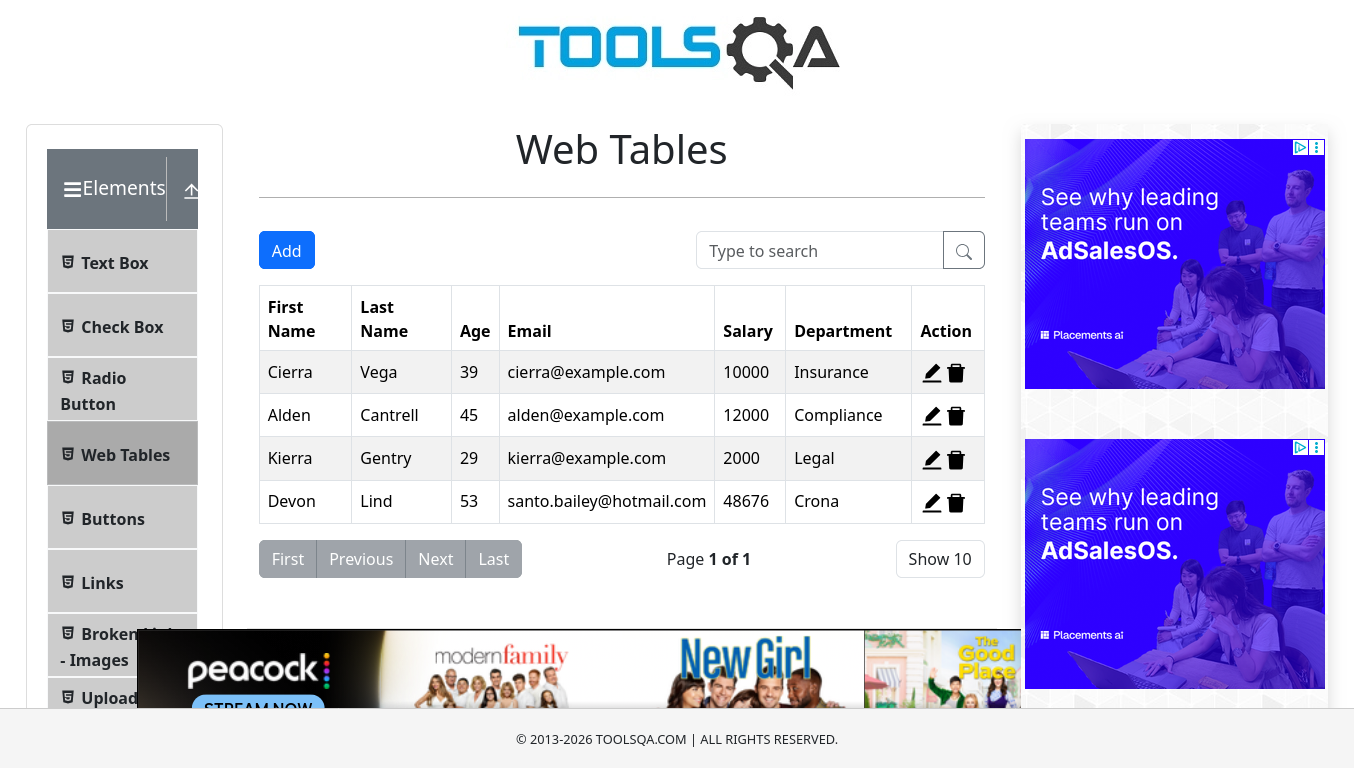 TOOLSQA
Elements
Text Box
Check Box
Radio
Button
Web Tables
Buttons
Links
Broken
- Images
Upload
Web Tables
Add
Type to search
First Name Last Name Age Email Salary Department Action
Cierra Vega 39 cierra@example.com 10000 Insurance
Alden Cantrell 45 alden@example.com 12000 Compliance
Kierra Gentry 29 kierra@example.com 2000 Legal
Devon Lind 53 santo.bailey@hotmail.com 48676 Crona
First Previous Next Last
Page 1 of 1
Show 10
See why leading
teams run on
AdSalesOS.
Placements ai
See why leading
teams run on
AdSalesOS.
Placements ai
peacock
STREAM NOW
modern family
New Girl
The
Good
Place
© 2013-2026 TOOLSQA.COM | ALL RIGHTS RESERVED.